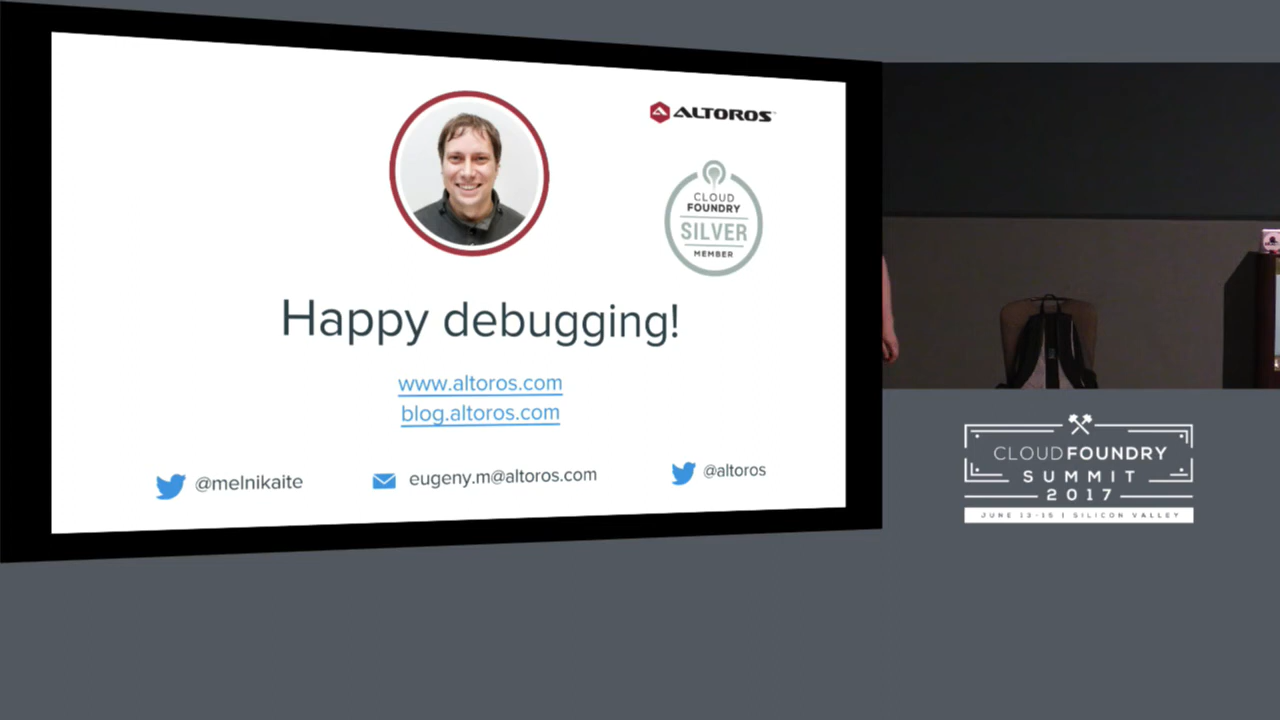 ALTOROS
CLOUD
FOUNDRY
SILVER
MEMBER
Happy debugging!
www.altoros.com
blog.altoros.com
@melnikaite
eugeny.m@altoros.com
@altoros
CLOUD FOUNDRY
SUMMIT
2017
JUNE 13-15 | SILICON VALLEY